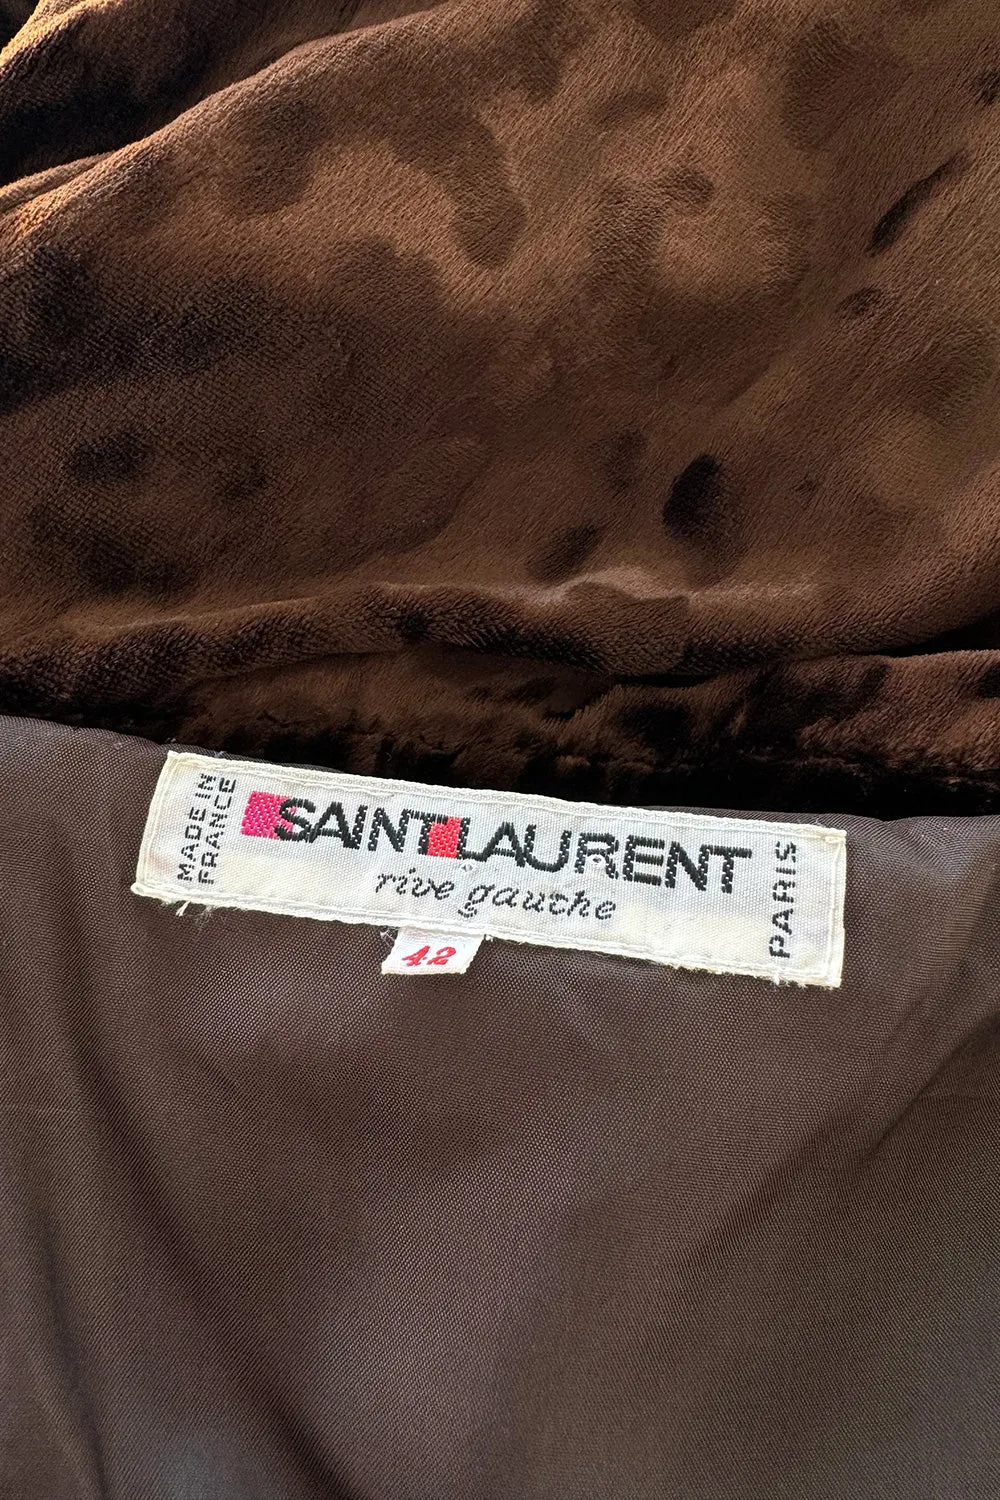 MADE IN
FRANCE
SAINT LAURENT
rive gauche
PARIS
42